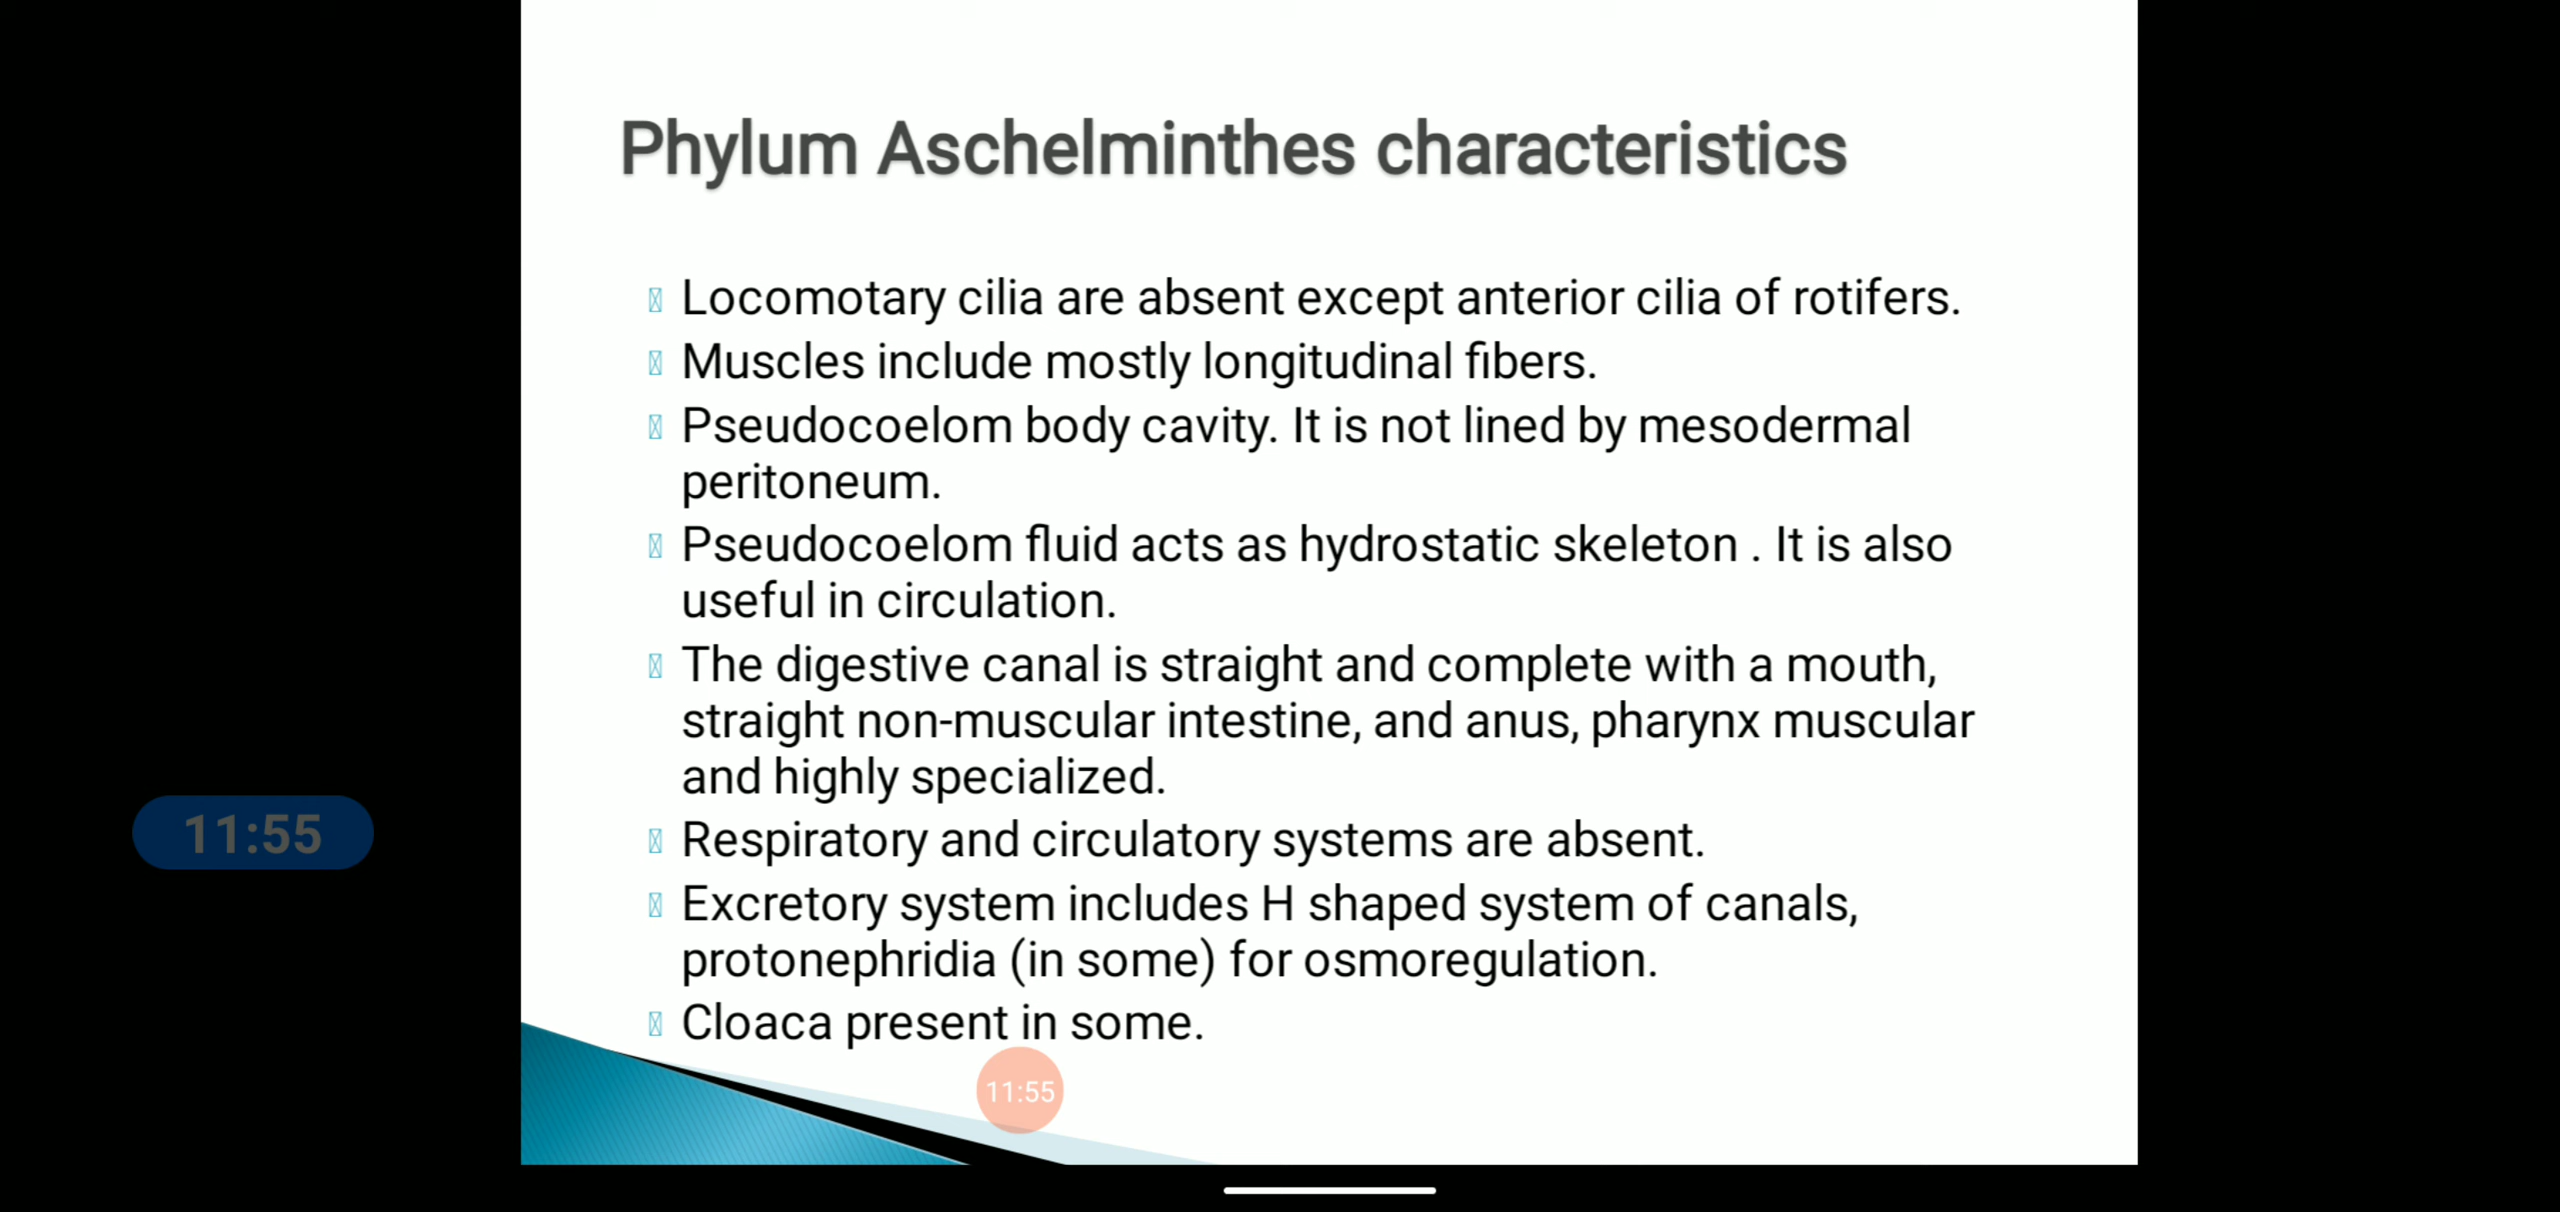 Phylum Aschelminthes characteristics
Locomotary cilia are absent except anterior cilia of rotifers.
Muscles include mostly longitudinal fibers.
Pseudocoelom body cavity. It is not lined by mesodermal
peritoneum.
Pseudocoelom fluid acts as hydrostatic skeleton . It is also
useful in circulation.
The digestive canal is straight and complete with a mouth,
straight non-muscular intestine, and anus, pharynx muscular
and highly specialized.
11:55
Respiratory and circulatory systems are absent.
Excretory system includes H shaped system of canals,
protonephridia (in some) for osmoregulation.
Cloaca present in some.
11:55